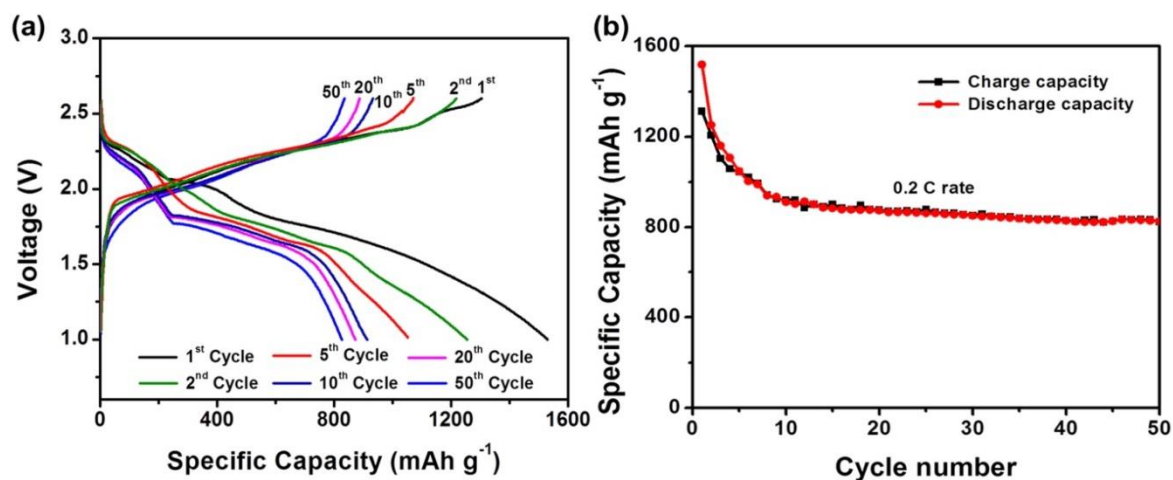 (a)
3.0
2.5
2.0
1.5
1.0
Voltage (V)
50th 20th 10th 5th 2nd 1st
1st Cycle 5th Cycle 20th Cycle
2nd Cycle 10th Cycle 50th Cycle
0 400 800 1200 1600
Specific Capacity (mAh g-1)
(b)
1600
1200
800
400
0
Specific Capacity (mAh g-1)
Charge capacity
Discharge capacity
0.2 C rate
0 10 20 30 40 50
Cycle number